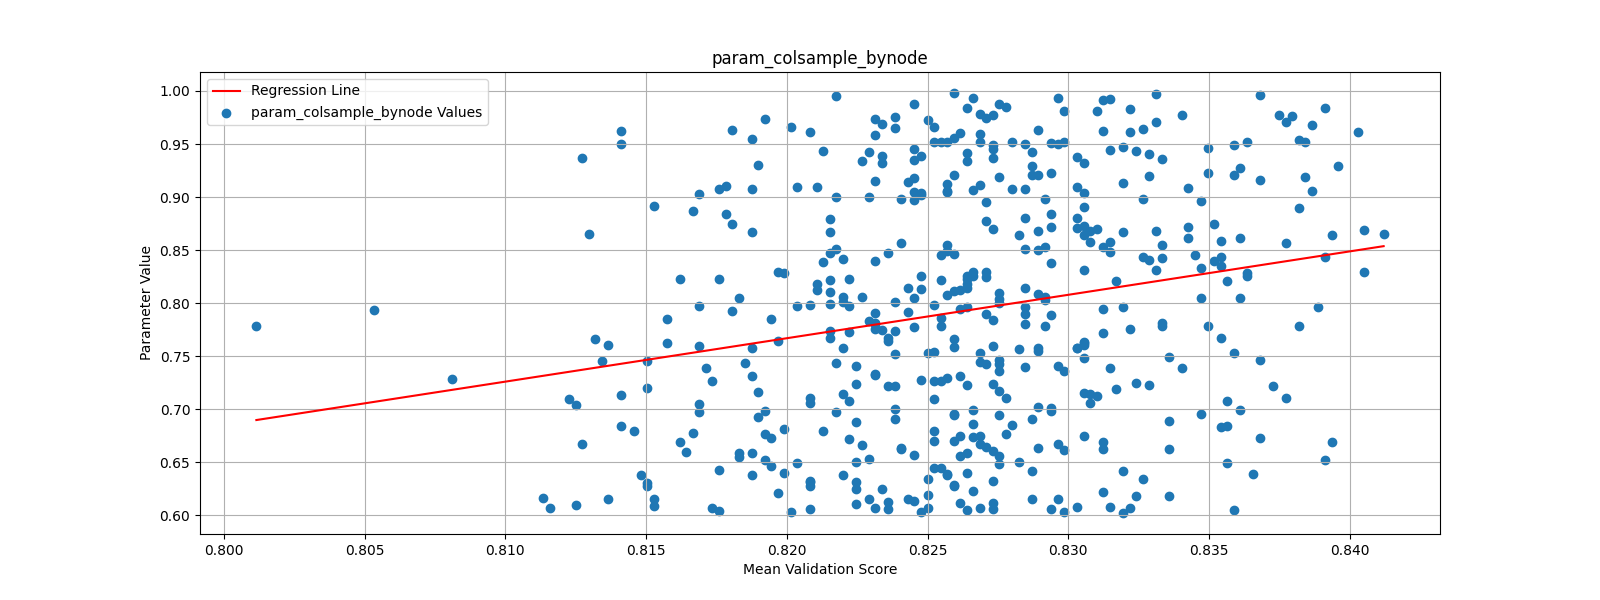 param_colsample_bynode
Regression Line
param_colsample_bynode Values
Parameter Value
1.00
0.95
0.90
0.85
0.80
0.75
0.70
0.65
0.60
0.800 0.805 0.810 0.815 0.820 0.825 0.830 0.835 0.840
Mean Validation Score